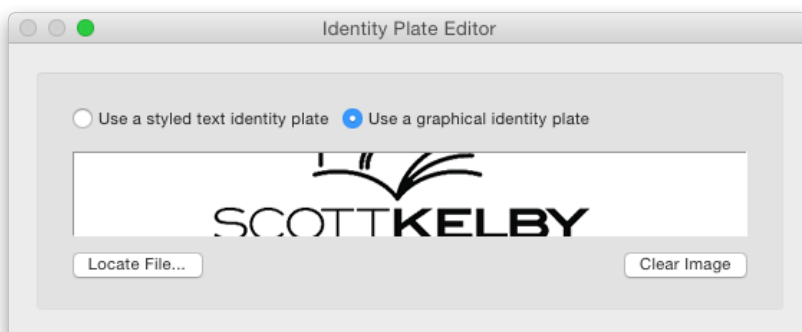 Identity Plate Editor
Use a styled text identity plate Use a graphical identity plate
SCOTTKELBY
Locate File... Clear Image